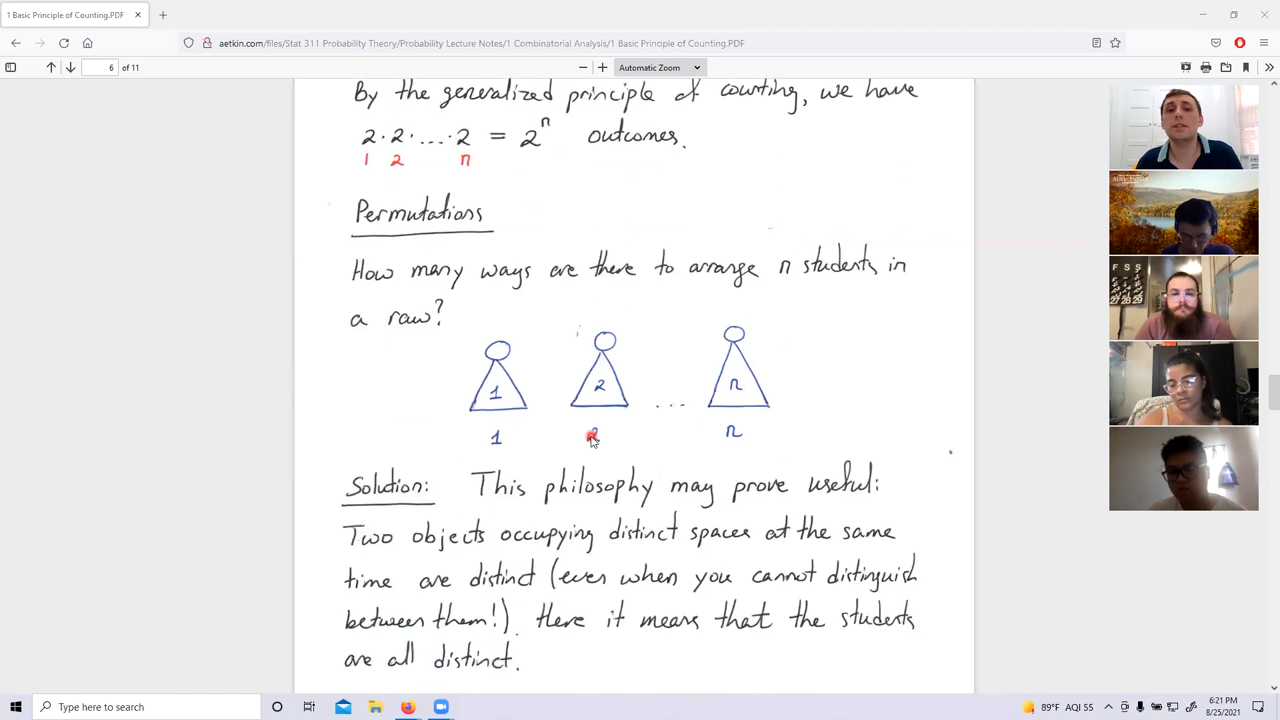 1 Basic Principle of Counting.PDF
aetkin.com/files/Stat 311 Probability Theory/Probability Lecture Notes/1 Combinatorial Analysis/1 Basic Principle of Counting.PDF
6 of 11
Automatic Zoom
By the generalized principle of counting, we have
2 · 2 · .... · 2 = 2^n outcomes.
1 2 n
Permutations
How many ways are there to arrange n students in
a raw?
1 2 n
...
1 2 n
Solution: This philosophy may prove useful:
Two objects occupying distinct spaces at the same
time are distinct (even when you cannot distinguish
between them!). Here it means that the students
are all distinct.
F S S
Type here to search
89°F AQI 55
6:21 PM
8/25/2021